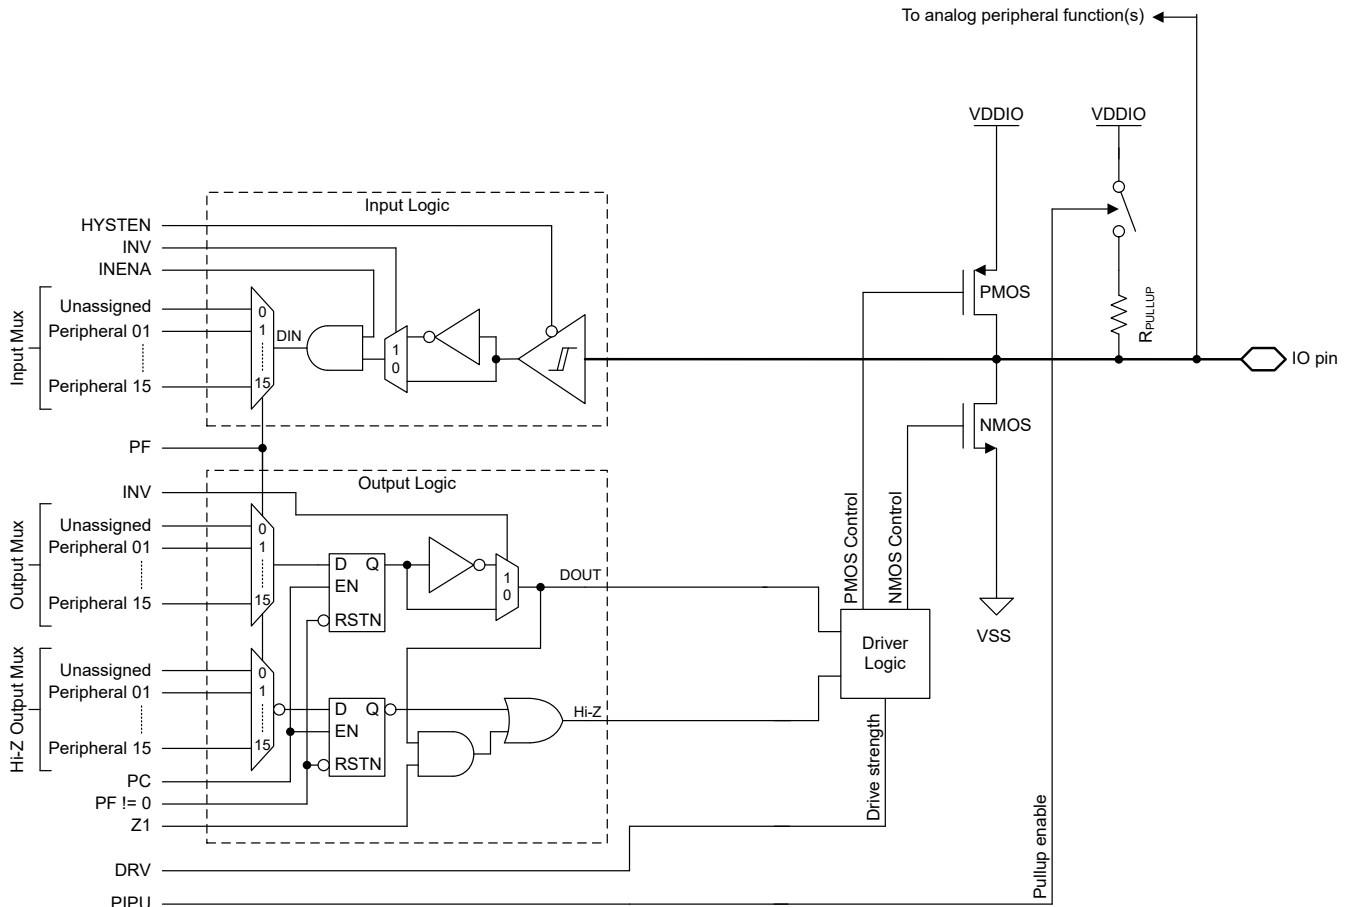 To analog peripheral function(s)
VDDIO
VDDIO
Input Logic
HYSTEN
INV
INENA
Input Mux
Unassigned
Peripheral 01
Peripheral 15
0
1
15
DIN
1
0
PMOS
RPULLUP
IO pin
NMOS
PF
Output Logic
INV
Output Mux
Unassigned
Peripheral 01
Peripheral 15
0
1
15
D Q
EN
RSTN
1
0
DOUT
PMOS Control
NMOS Control
VSS
Driver
Logic
Hi-Z Output Mux
Unassigned
Peripheral 01
Peripheral 15
0
1
15
D Q
EN
RSTN
Hi-Z
Drive strength
PC
PF != 0
Z1
DRV
Pullup enable
PIPU